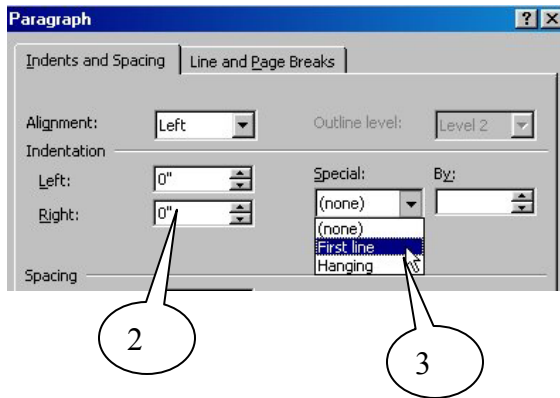 Paragraph
Indents and Spacing Line and Page Breaks
Alignment: Left Outline level: Level 2
Indentation
Left: 0" Special: By:
Right: 0" (none)
(none)
First line
Hanging
Spacing
2
3